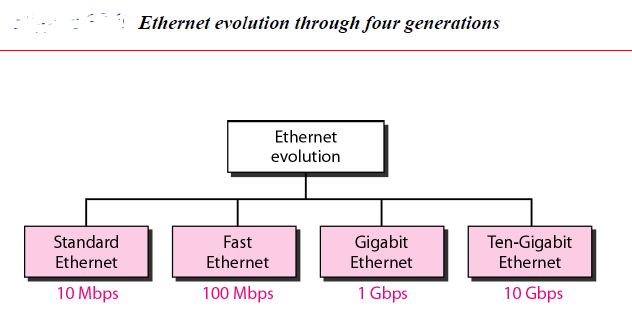 Ethernet evolution through four generations
Ethernet
evolution
Standard
Ethernet
Fast
Ethernet
Gigabit
Ethernet
Ten-Gigabit
Ethernet
10 Mbps
100 Mbps
1 Gbps
10 Gbps